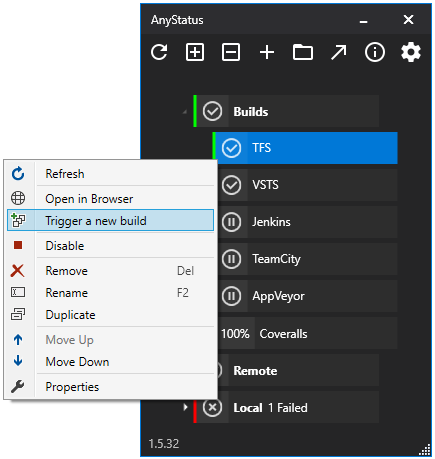 AnyStatus
Builds
TFS
VSTS
Jenkins
TeamCity
AppVeyor
100% Coveralls
Remote
Local 1 Failed
1.5.32
Refresh
Open in Browser
Trigger a new build
Disable
Remove Del
Rename F2
Duplicate
Move Up
Move Down
Properties